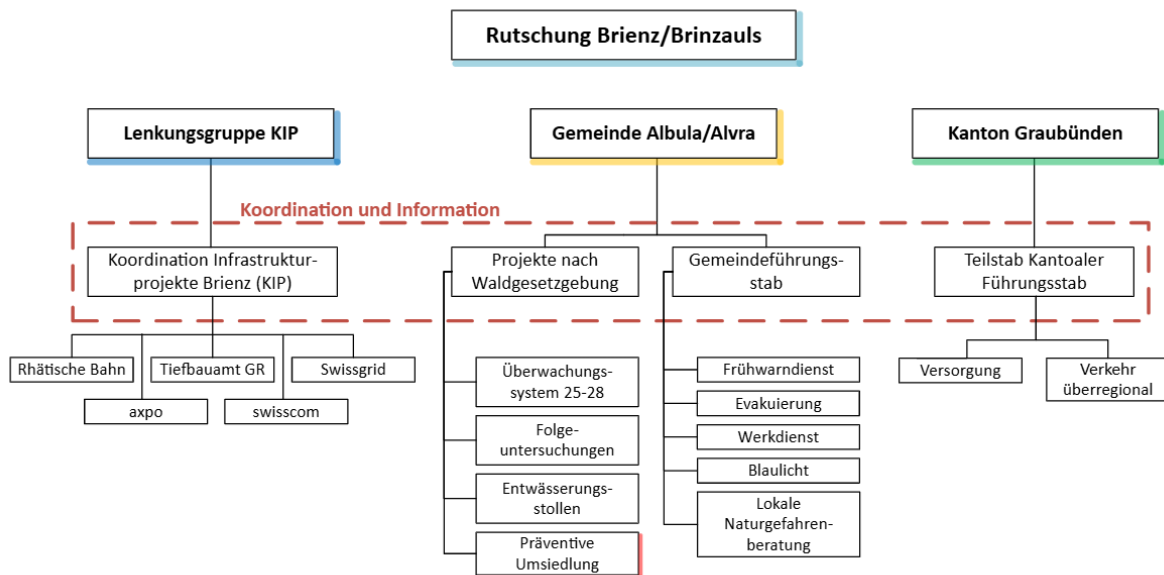 Rutschung Brienz/Brinzauls
Lenkungsgruppe KIP
Gemeinde Albula/Alvra
Kanton Graubünden
Koordination und Information
Koordination Infrastruktur-
projekte Brienz (KIP)
Projekte nach
Waldgesetzgebung
Gemeindeführungs-
stab
Teilstab Kantoaler
Führungsstab
Rhätische Bahn
Tiefbauamt GR
Swissgrid
axpo
swisscom
Überwachungs-
system 25-28
Folge-
untersuchungen
Entwässerungs-
stollen
Präventive
Umsiedlung
Frühwarndienst
Evakuierung
Werkdienst
Blaulicht
Lokale
Naturgefahren-
beratung
Versorgung
Verkehr
überregional